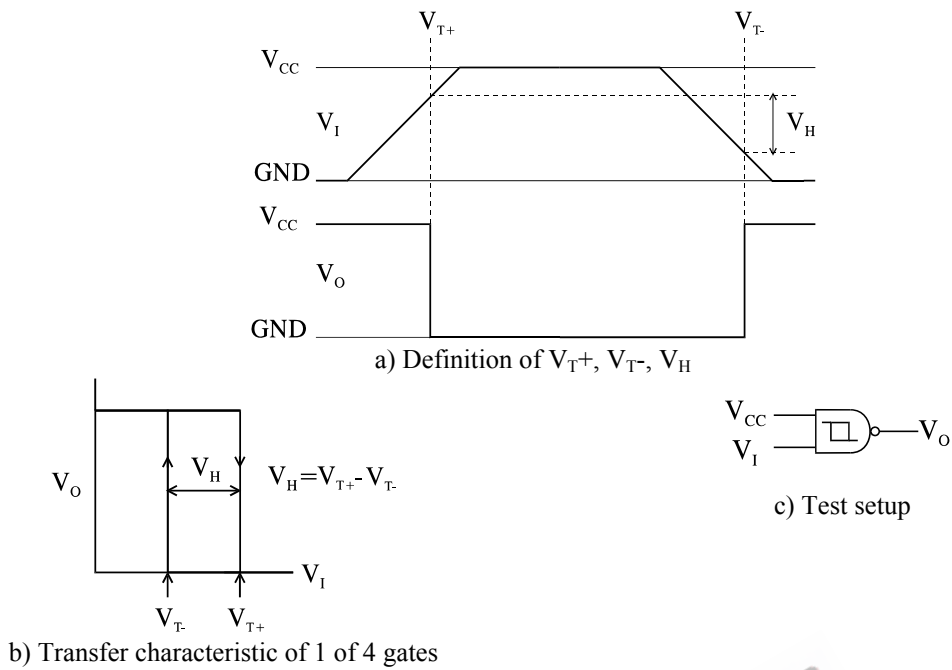 V_T+ V_T-
V_CC
V_I V_H
GND
V_CC
V_O
GND
a) Definition of V_T+, V_T-, V_H
V_O V_H V_H=V_T+-V_T-
V_I
V_T- V_T+
b) Transfer characteristic of 1 of 4 gates
V_CC
V_I V_O
c) Test setup